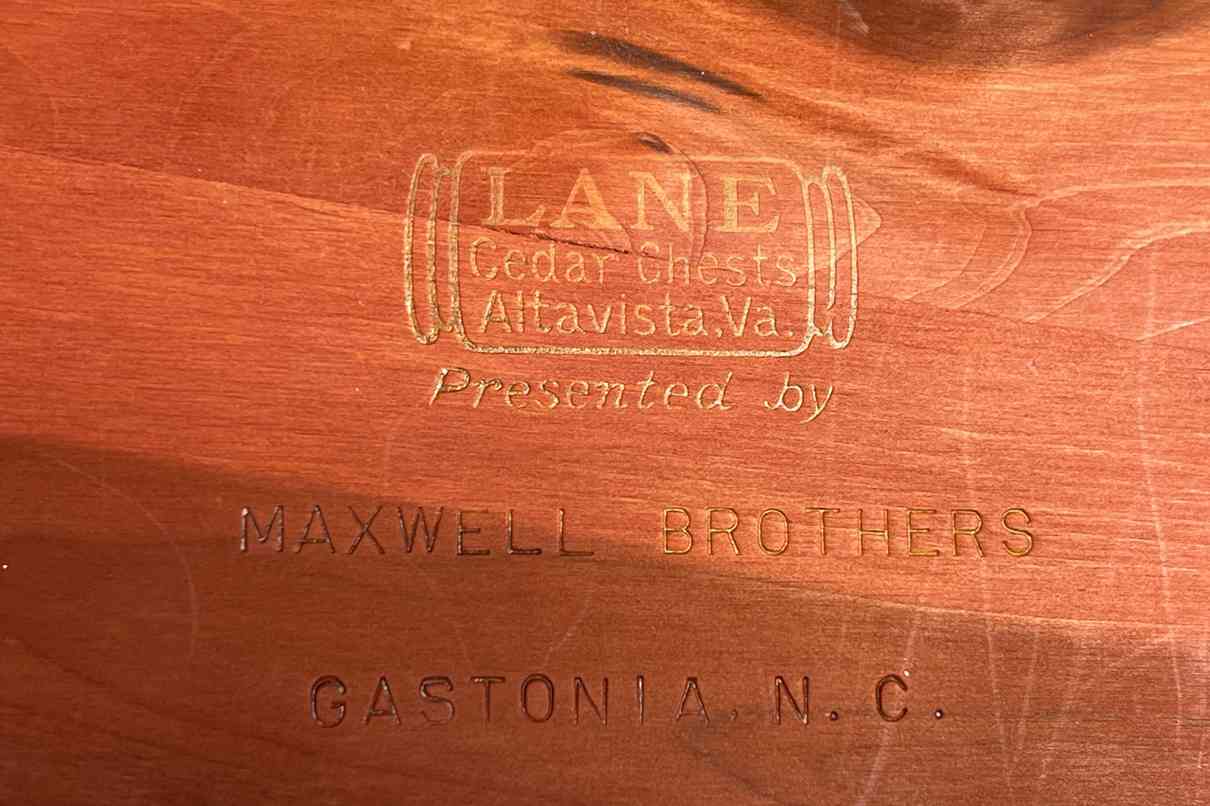 LANE
Cedar Chests
Altavista, Va.
Presented by
MAXWELL BROTHERS
GASTONIA, N. C.